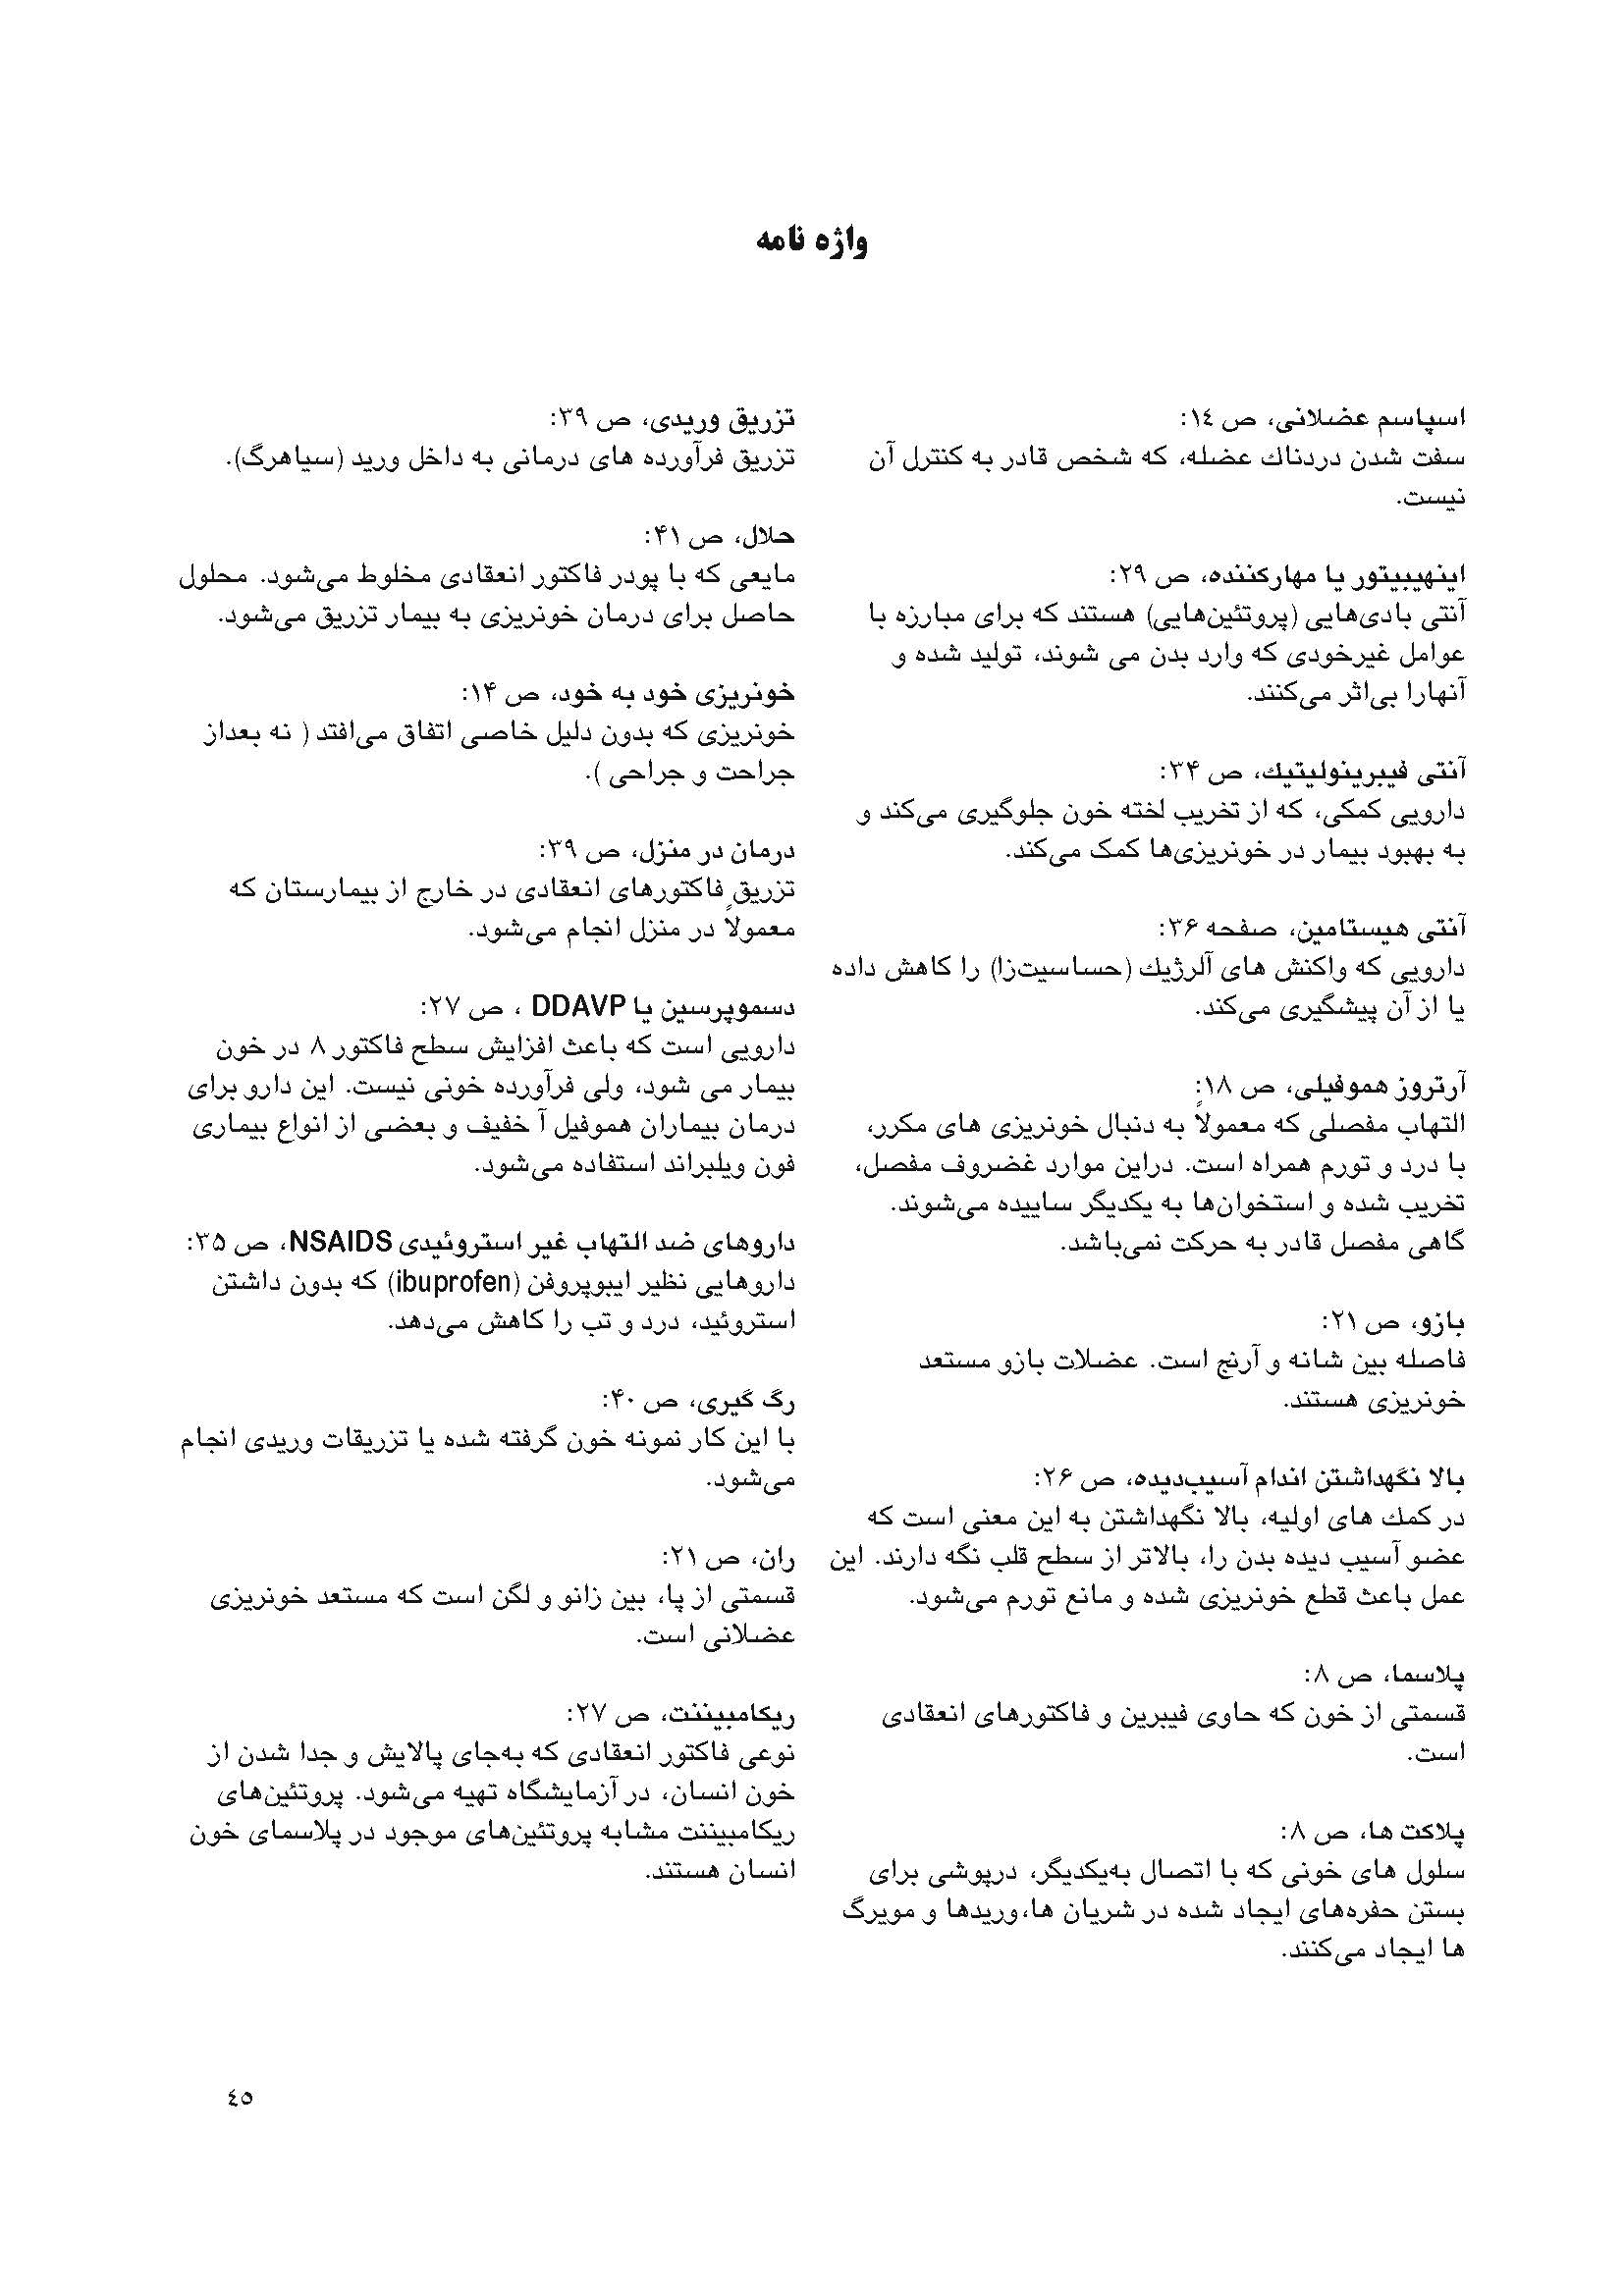 واژه نامه
اسپاسم عضلانی، ص ١٤:
سفت شدن دردناك عضله، که شخص قادر به کنترل آن
نیست.
اینهیبیتور یا مهارکننده، ص ۲۹:
آنتی بادی‌هایی (پروتئین‌هایی) هستند که برای مبارزه با
عوامل غیرخودی که وارد بدن می شوند، تولید شده و
آنهارا بی‌اثر می‌کنند.
آنتی فیبرینولیتیك، ص ۳۴:
دارویی کمکی، که از تخریب لخته خون جلوگیری می‌کند و
به بهبود بیمار در خونریزی‌ها کمک می‌کند.
آنتی هیستامین، صفحه ۳۶:
دارویی که واکنش های آلرژیك (حساسیت‌زا) را کاهش داده
یا از آن پیشگیری می‌کند.
آرتروز هموفیلی، ص ۱۸:
التهاب مفصلی که معمولاً به دنبال خونریزی های مکرر،
با درد و تورم همراه است. دراین موارد غضروف مفصل،
تخریب شده و استخوان‌ها به یکدیگر ساییده می‌شوند.
گاهی مفصل قادر به حرکت نمی‌باشد.
بازو، ص ۲۱:
فاصله بین شانه و آرنج است. عضلات بازو مستعد
خونریزی هستند.
بالا نگهداشتن اندام آسیب‌دیده، ص ۲۶:
در کمك های اولیه، بالا نگهداشتن به این معنی است که
عضو آسیب دیده بدن را، بالاتر از سطح قلب نگه دارند. این
عمل باعث قطع خونریزی شده و مانع تورم می‌شود.
پلاسما، ص ۸:
قسمتی از خون که حاوی فیبرین و فاکتورهای انعقادی
است.
پلاکت ها، ص ۸:
سلول های خونی که با اتصال به‌یکدیگر، درپوشی برای
بستن حفره‌های ایجاد شده در شریان ها،وریدها و مویرگ
ها ایجاد می‌کنند.
تزریق وریدی، ص ۳۹:
تزریق فرآورده های درمانی به داخل ورید (سیاهرگ).
حلال، ص ۴۱:
مایعی که با پودر فاکتور انعقادی مخلوط می‌شود. محلول
حاصل برای درمان خونریزی به بیمار تزریق می‌شود.
خونریزی خود به خود، ص ۱۴:
خونریزی که بدون دلیل خاصی اتفاق می‌افتد ( نه بعداز
جراحت و جراحی ).
درمان در منزل، ص ۳۹:
تزریق فاکتورهای انعقادی در خارج از بیمارستان که
معمولاً در منزل انجام می‌شود.
دسموپرسین یا DDAVP ، ص ۲۷:
دارویی است که باعث افزایش سطح فاکتور ۸ در خون
بیمار می شود، ولی فرآورده خونی نیست. این دارو برای
درمان بیماران هموفیل آ خفیف و بعضی از انواع بیماری
فون ویلبراند استفاده می‌شود.
داروهای ضد التهاب غیر استروئیدی NSAIDS، ص ۳۵:
داروهایی نظیر ایبوپروفن (ibuprofen) که بدون داشتن
استروئید، درد و تب را کاهش می‌دهد.
رگ گیری، ص ۴۰:
با این کار نمونه خون گرفته شده یا تزریقات وریدی انجام
می‌شود.
ران، ص ۲۱:
قسمتی از پا، بین زانو و لگن است که مستعد خونریزی
عضلانی است.
ریکامبیننت، ص ۲۷:
نوعی فاکتور انعقادی که به‌جای پالایش و جدا شدن از
خون انسان، در آزمایشگاه تهیه می‌شود. پروتئین‌های
ریکامبیننت مشابه پروتئین‌های موجود در پلاسمای خون
انسان هستند.
٤٥